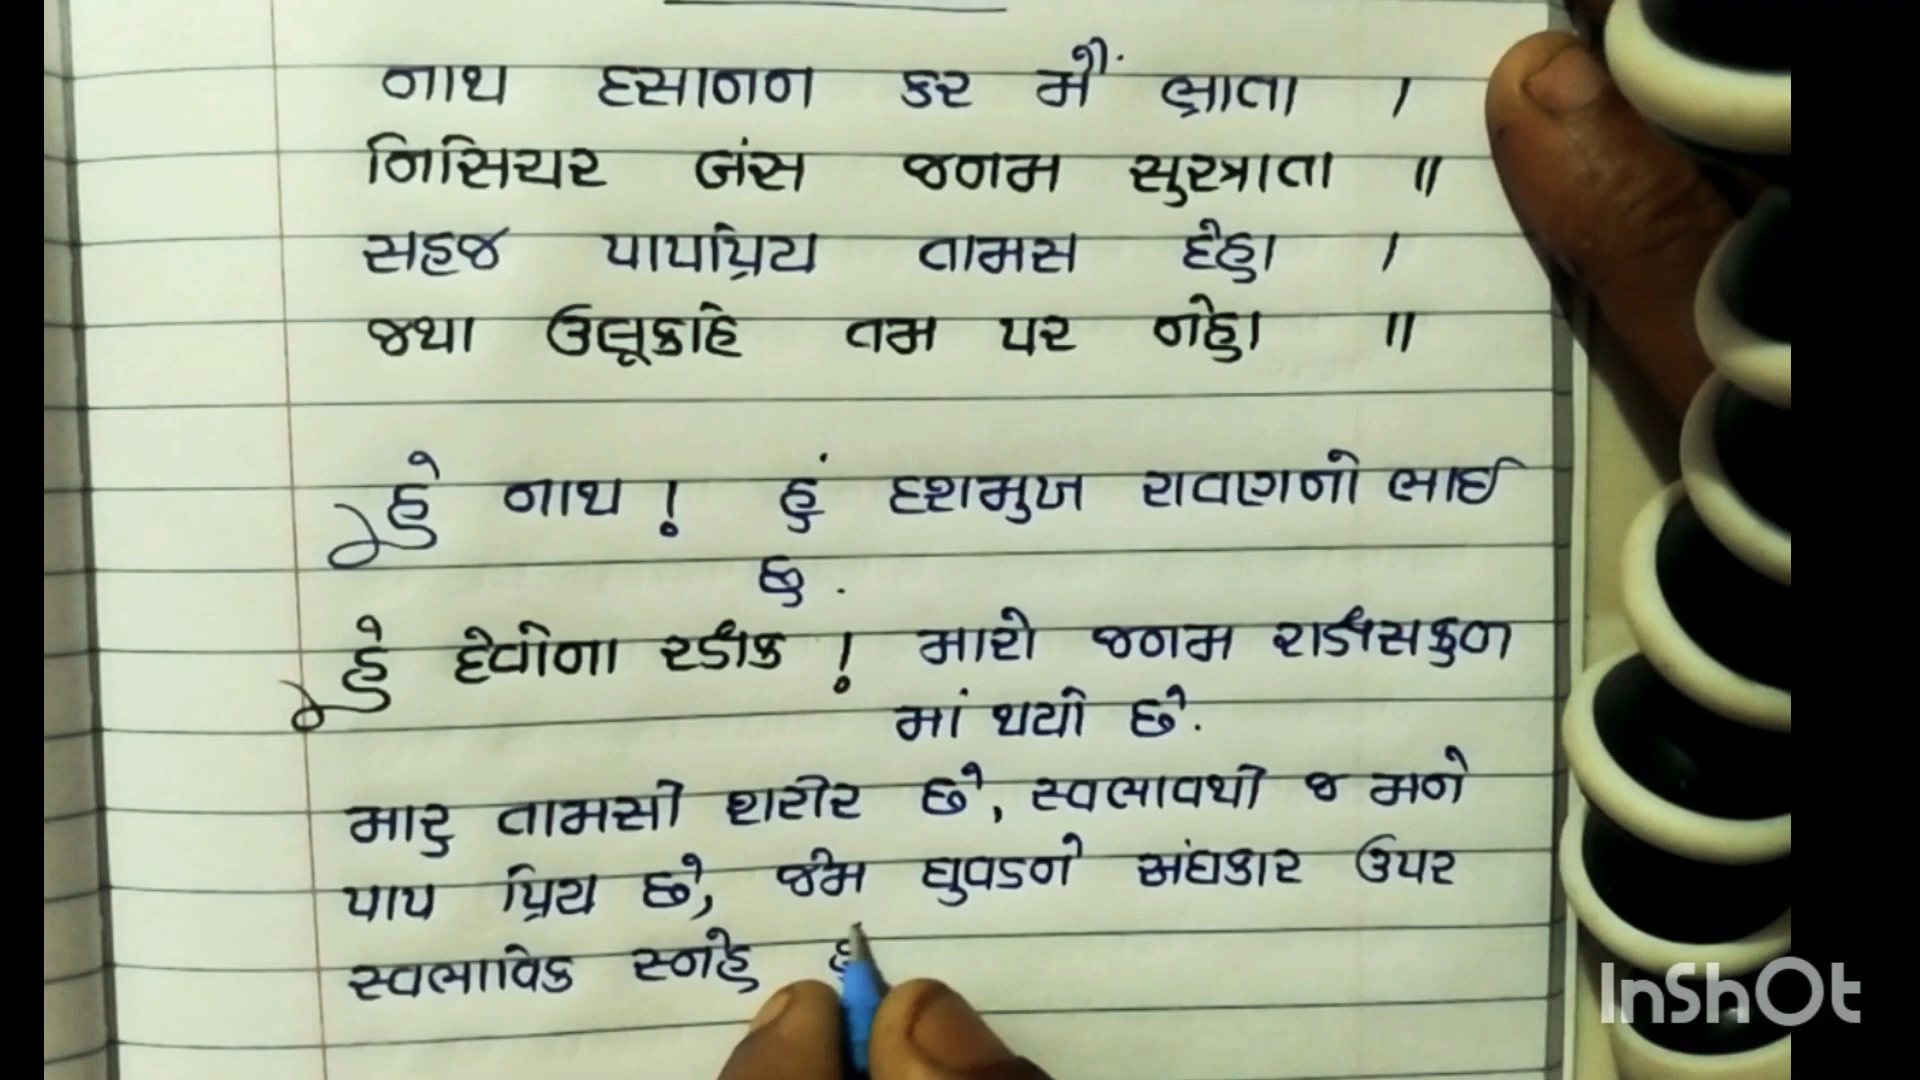 નાથ દસાનન કર મૈં ભ્રાતા ।
નિસિચર બંસ જનમ સુરત્રાતા ॥
સહજ પાપપ્રિય તામસ દેહા ।
જથા ઉલૂકહિ તમ પર નેહા ॥
હે નાથ ! હું દશમુખ રાવણનો ભાઈ
છુ .
હે દેવોના રક્ષક ! મારો જનમ રાક્ષસકુળ
માં થયો છે.
મારુ તામસી શરીર છે, સ્વભાવથી જ મને
પાપ પ્રિય છે, જેમ ઘુવડને અંધકાર ઉપર
સ્વભાવિક સ્નેહ હ
InShOt